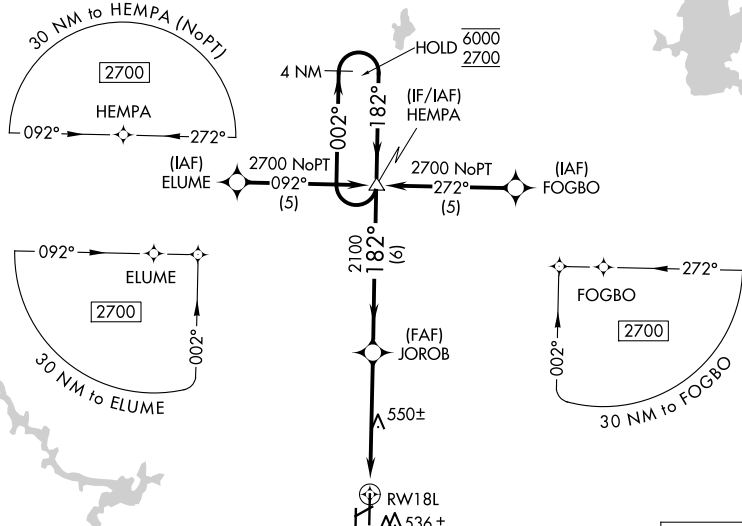 30 NM to HEMPA (NoPT)
2700
HEMPA
092°
272°
HOLD 6000
2700
4 NM
002°
182°
(IF/IAF)
HEMPA
(IAF)
ELUME
2700 NoPT
092°
(5)
2700 NoPT
272°
(5)
(IAF)
FOGBO
2100
182°
(6)
092°
ELUME
2700
002°
30 NM to ELUME
272°
FOGBO
2700
002°
30 NM to FOGBO
(FAF)
JOROB
550±
RW18L
536±